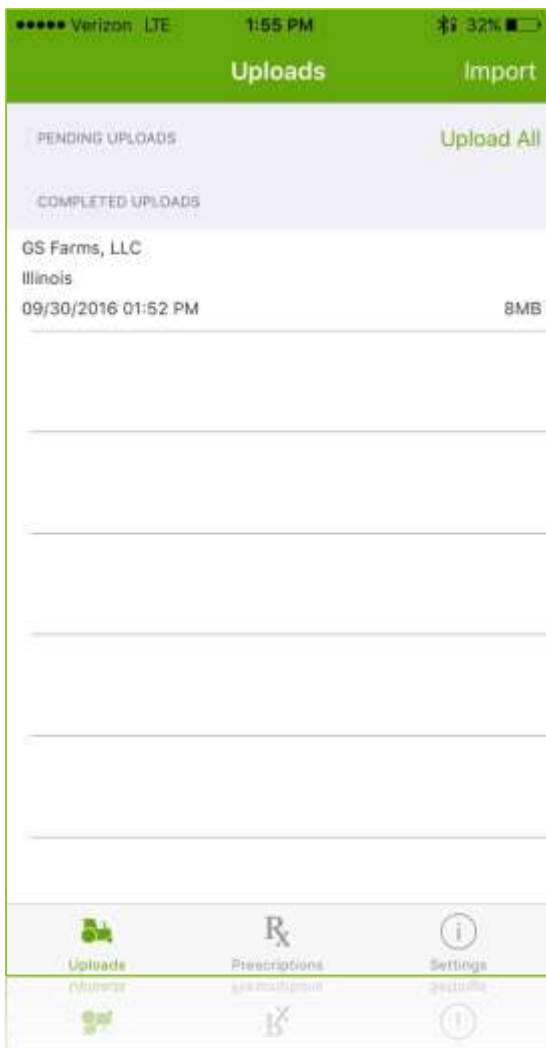 Verizon LTE 1:55 PM 32%
Uploads Import
PENDING UPLOADS Upload All
COMPLETED UPLOADS
GS Farms, LLC
Illinois
09/30/2016 01:52 PM 8MB
Rx
Uploads Prescriptions Settings